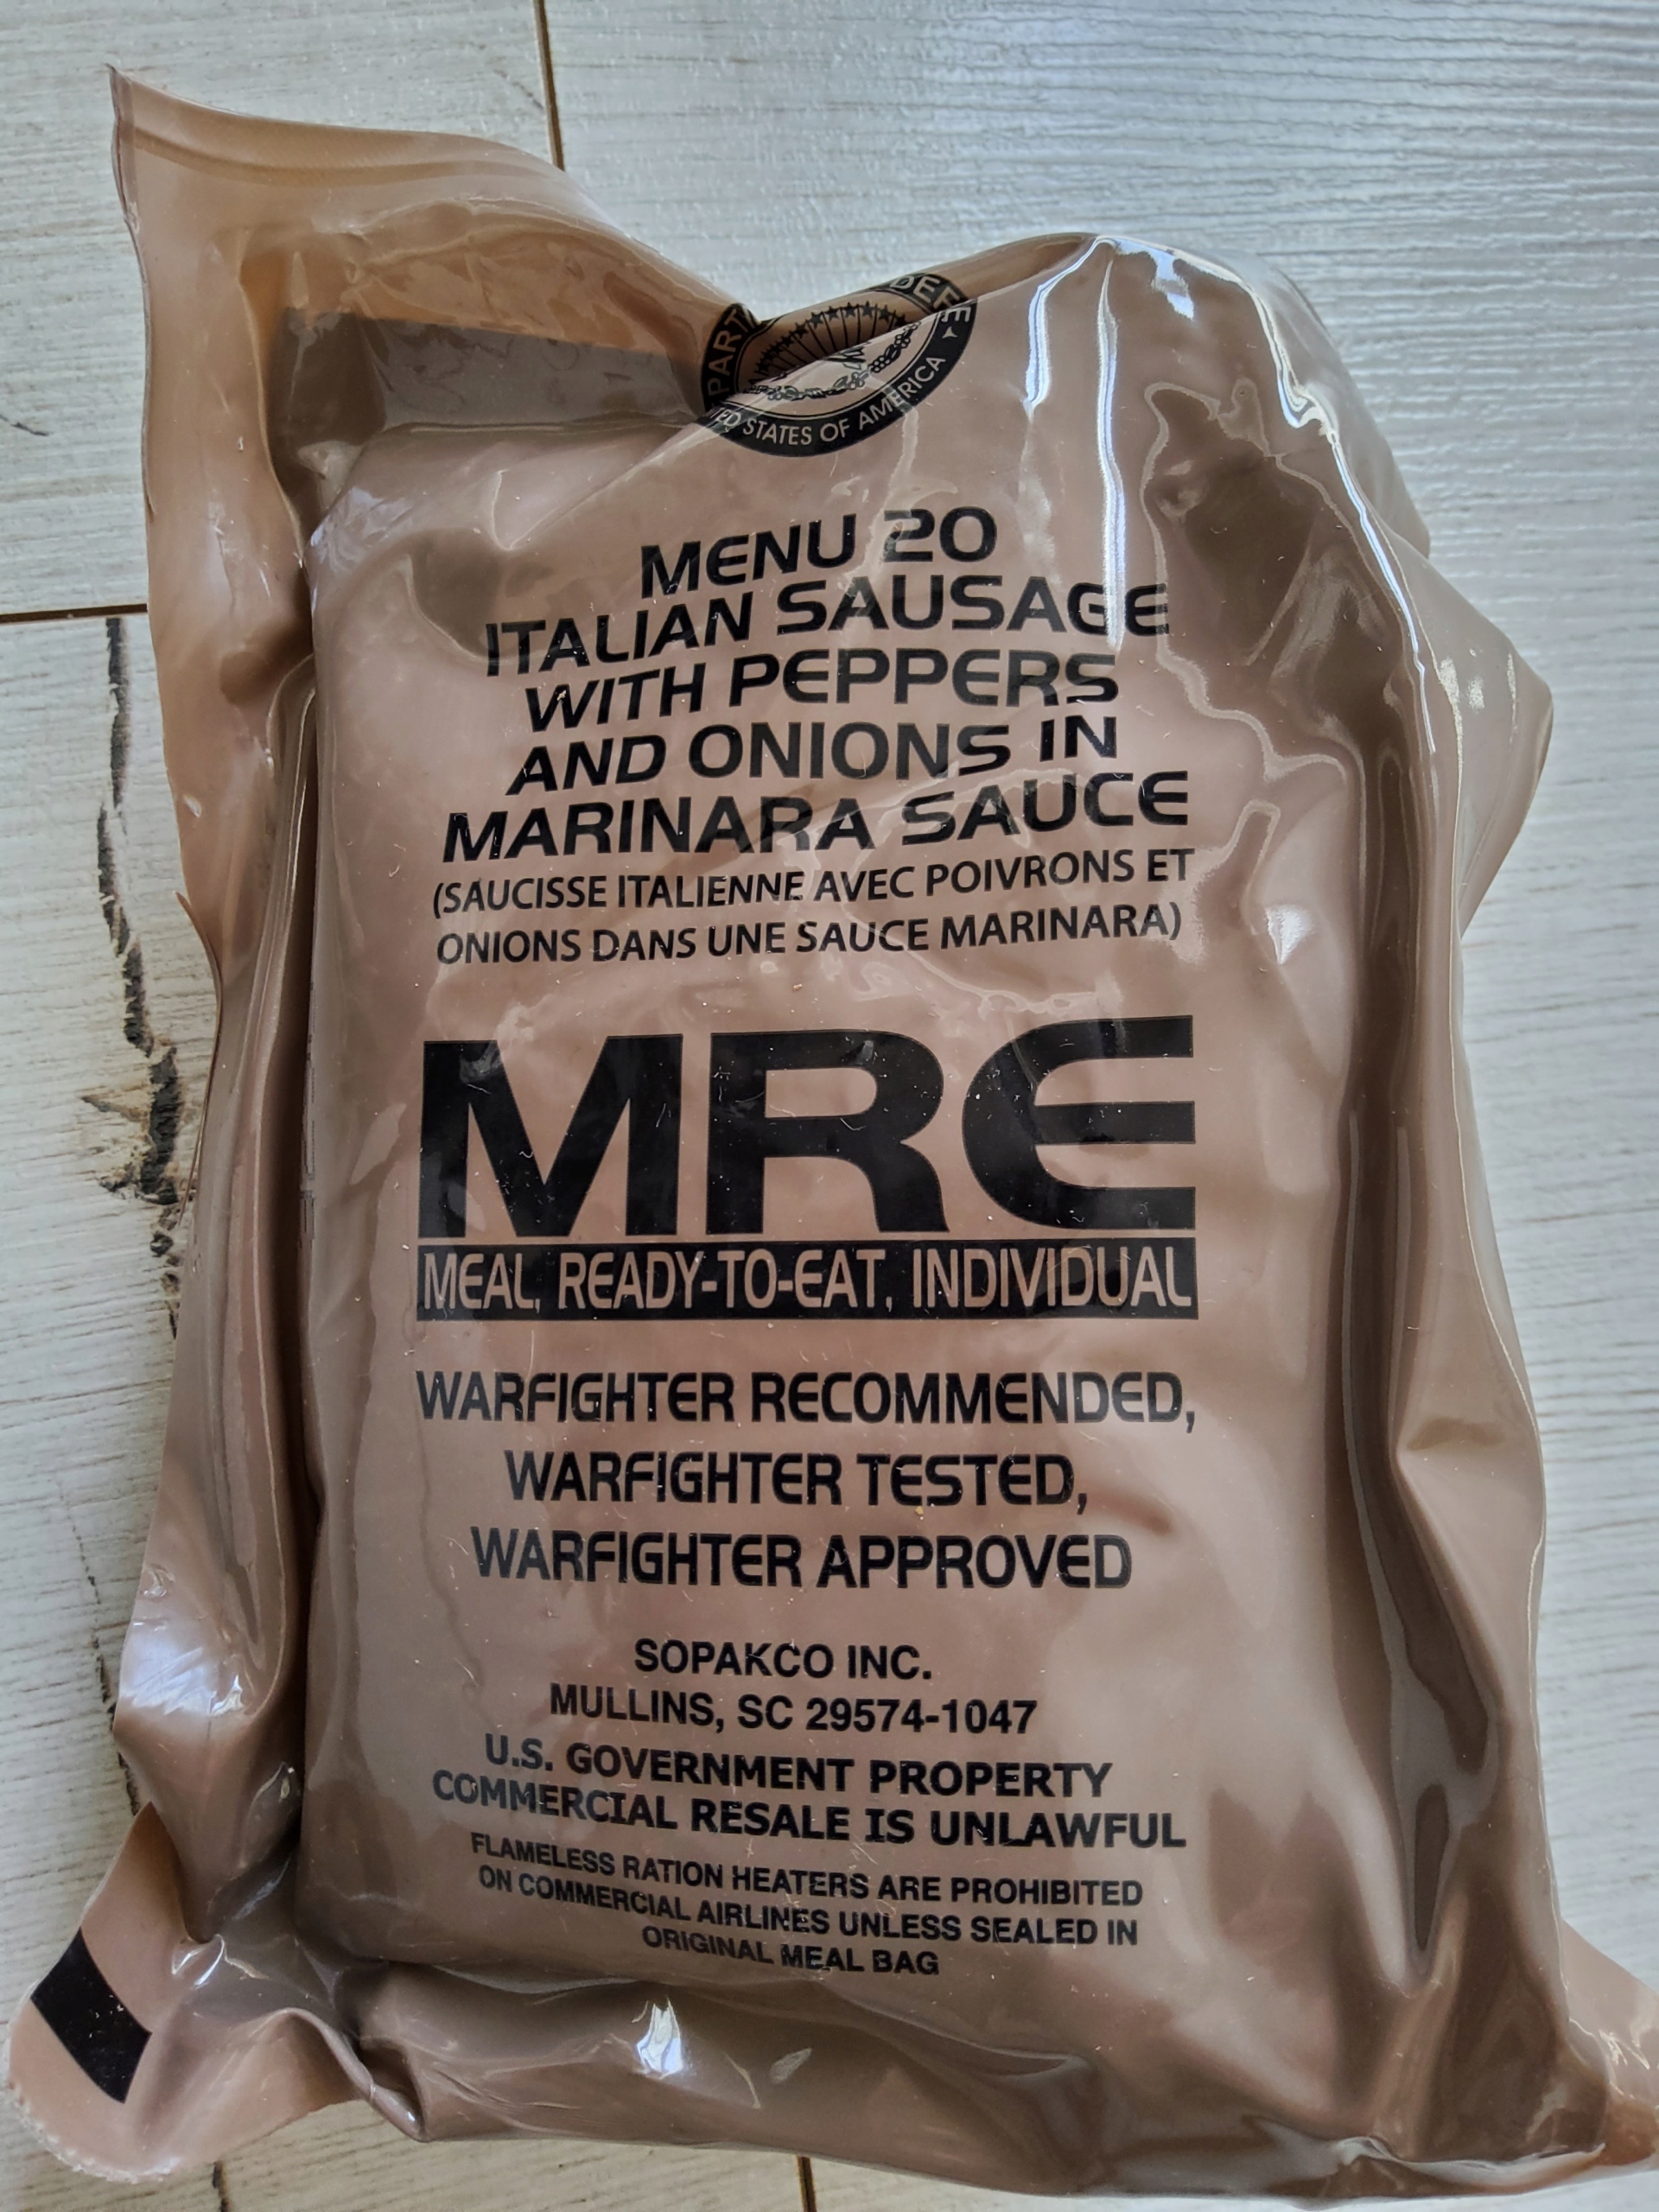 STATES OF AMERICA
MENU 20
ITALIAN SAUSAGE
WITH PEPPERS
AND ONIONS IN
MARINARA SAUCE
(SAUCISSE ITALIENNE AVEC POIVRONS ET
ONIONS DANS UNE SAUCE MARINARA)
MRE
MEAL, READY-TO-EAT, INDIVIDUAL
WARFIGHTER RECOMMENDED,
WARFIGHTER TESTED,
WARFIGHTER APPROVED
SOPAKCO INC.
MULLINS, SC 29574-1047
U.S. GOVERNMENT PROPERTY
COMMERCIAL RESALE IS UNLAWFUL
FLAMELESS RATION HEATERS ARE PROHIBITED
ON COMMERCIAL AIRLINES UNLESS SEALED IN
ORIGINAL MEAL BAG